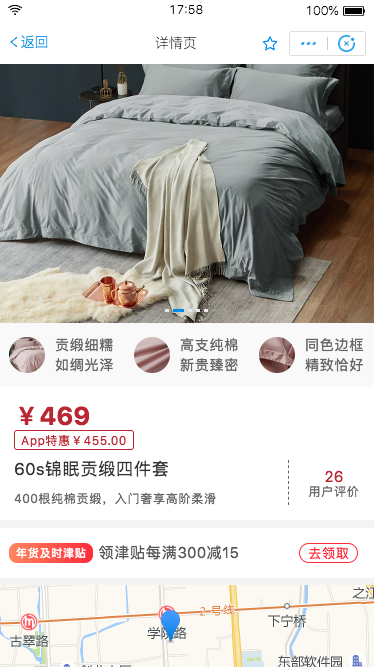 17:58
100%
返回
详情页
贡缎细糯
如绸光泽
高支纯棉
新贵臻密
同色边框
精致恰好
￥469
App特惠￥455.00
60s锦眠贡缎四件套
400根纯棉贡缎，入门奢享高阶柔滑
26
用户评价
年货及时津贴
领津贴每满300减15
去领取
之江
2号线
下宁桥
古翠路
学院路
东部软件园